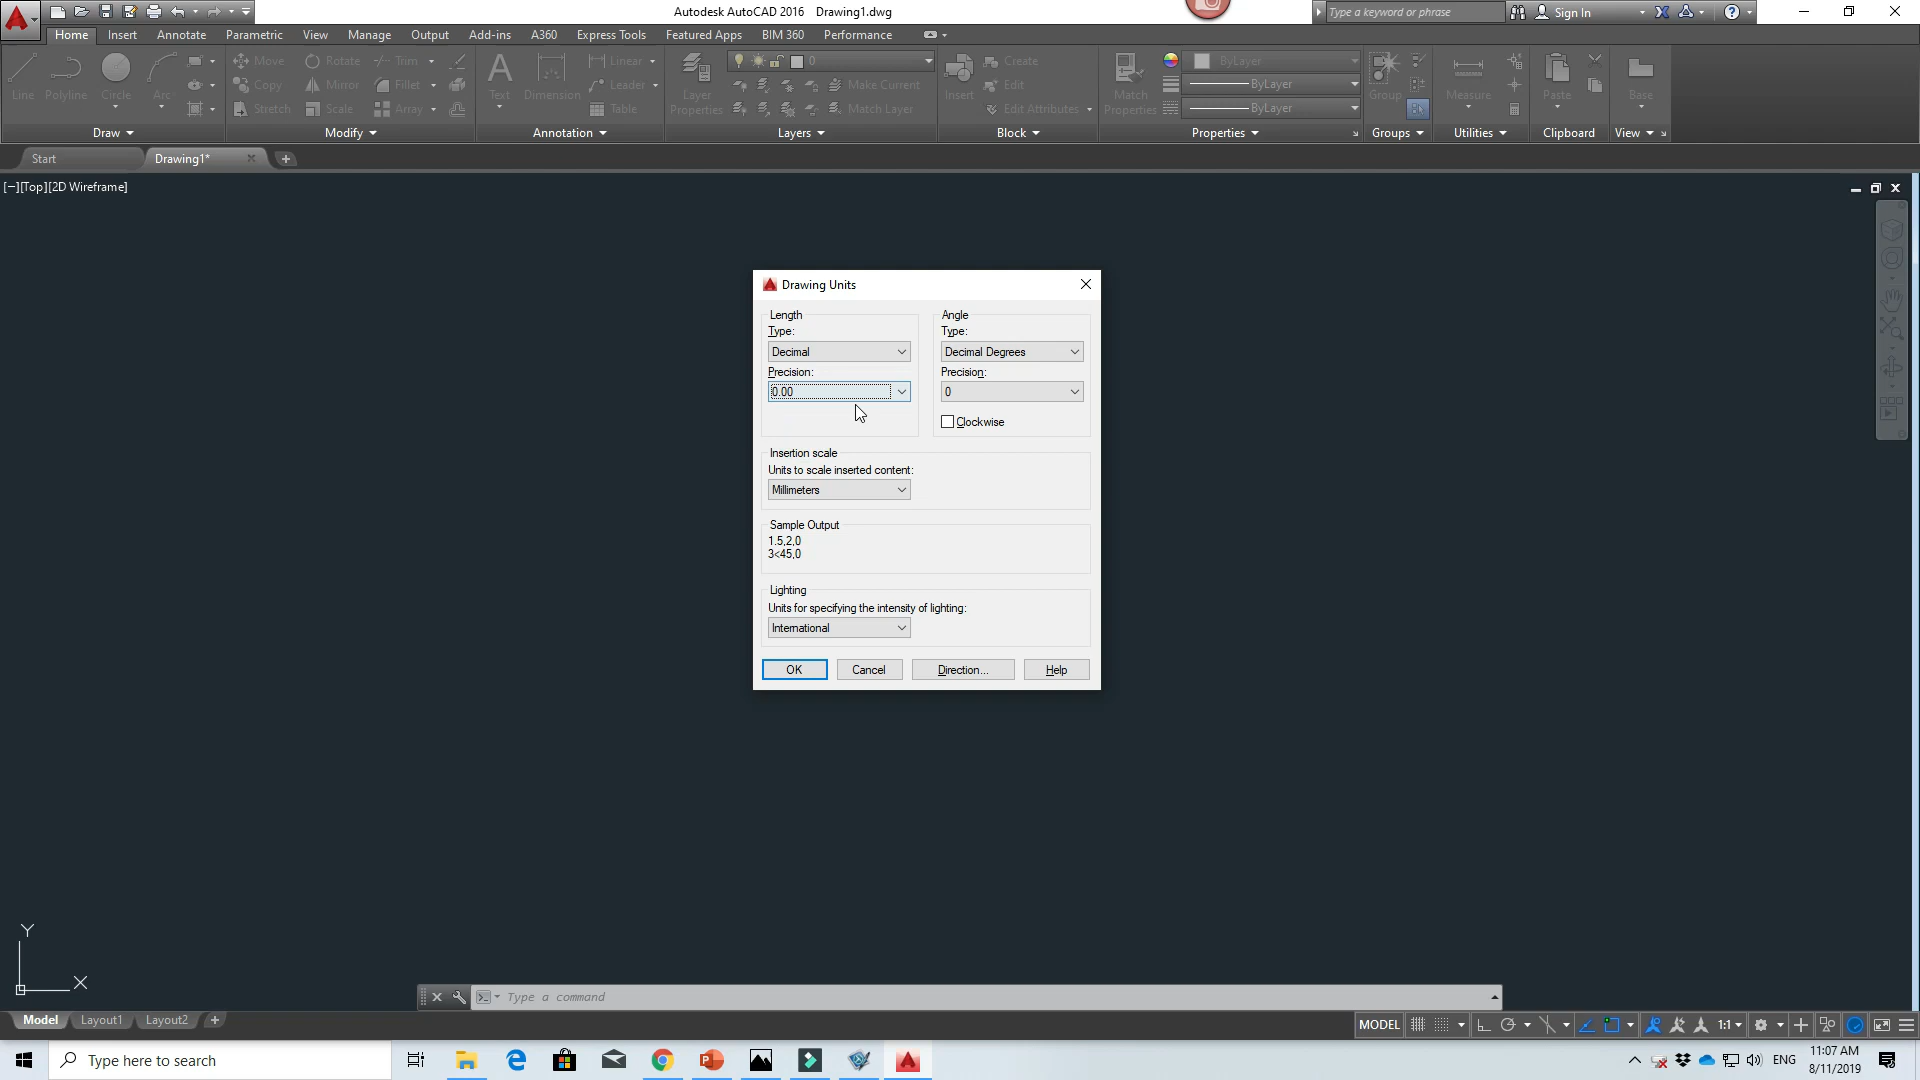 Autodesk AutoCAD 2016 Drawing1.dwg
Type a keyword or phrase
Sign In
Home Insert Annotate Parametric View Manage Output Add-ins A360 Express Tools Featured Apps BIM 360 Performance
Line Polyline Circle Arc
Move Rotate Trim
Copy Mirror Fillet
Stretch Scale Array
Text Dimension
Linear
Leader
Table
Layer Properties
0
Make Current
Match Layer
Insert
Create
Edit
Edit Attributes
Match Properties
ByLayer
ByLayer
ByLayer
Group
Measure
Paste
Base
Draw Modify Annotation Layers Block Properties Groups Utilities Clipboard View
Start Drawing1*
[−][Top][2D Wireframe]
Drawing Units
Length
Type:
Decimal
Precision:
0.00
Angle
Type:
Decimal Degrees
Precision:
0
Clockwise
Insertion scale
Units to scale inserted content:
Millimeters
Sample Output
1.5,2,0
3<45,0
Lighting
Units for specifying the intensity of lighting:
International
OK Cancel Direction... Help
Y
X
Type a command
Model Layout1 Layout2
MODEL 1:1
Type here to search
ENG
11:07 AM
8/11/2019